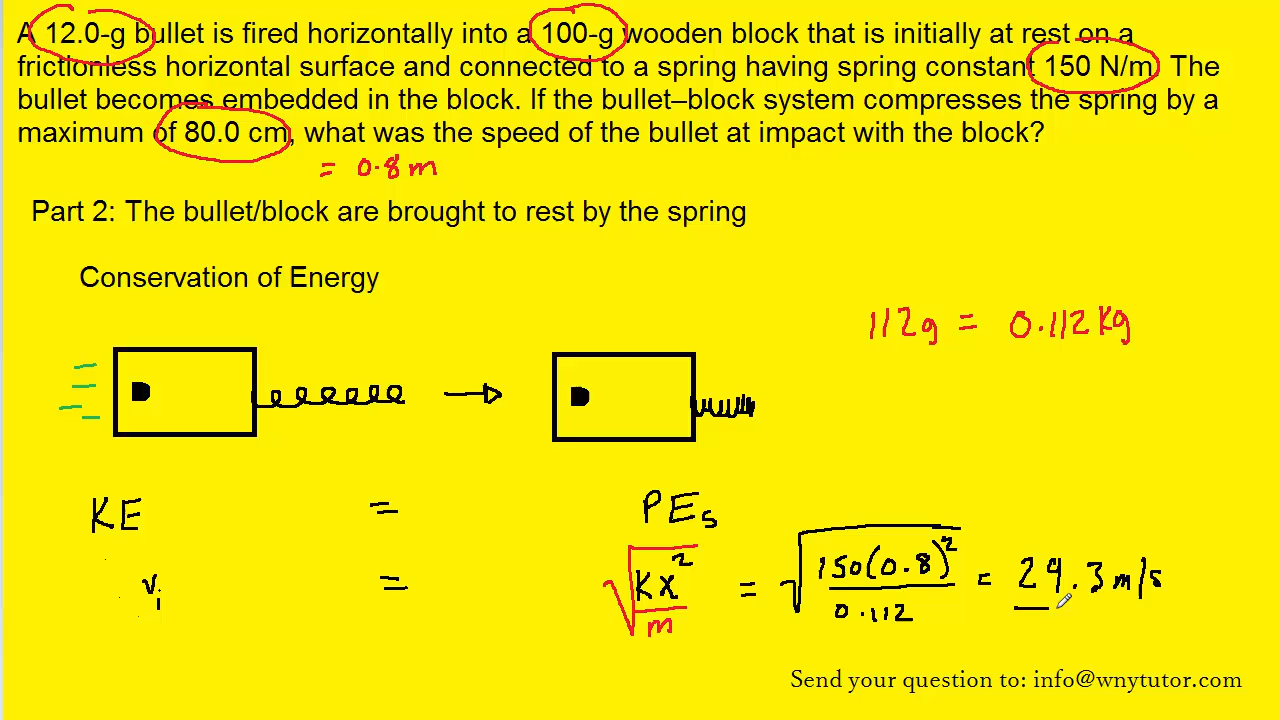 A 12.0-g bullet is fired horizontally into a 100-g wooden block that is initially at rest on a
frictionless horizontal surface and connected to a spring having spring constant 150 N/m. The
bullet becomes embedded in the block. If the bullet–block system compresses the spring by a
maximum of 80.0 cm, what was the speed of the bullet at impact with the block?
= 0.8 m
Part 2: The bullet/block are brought to rest by the spring
Conservation of Energy
112g = 0.112 kg
KE = PEs
vi = √(Kx²/m) = √(150(0.8)²/0.112) = 29.3 m/s
Send your question to: info@wnytutor.com